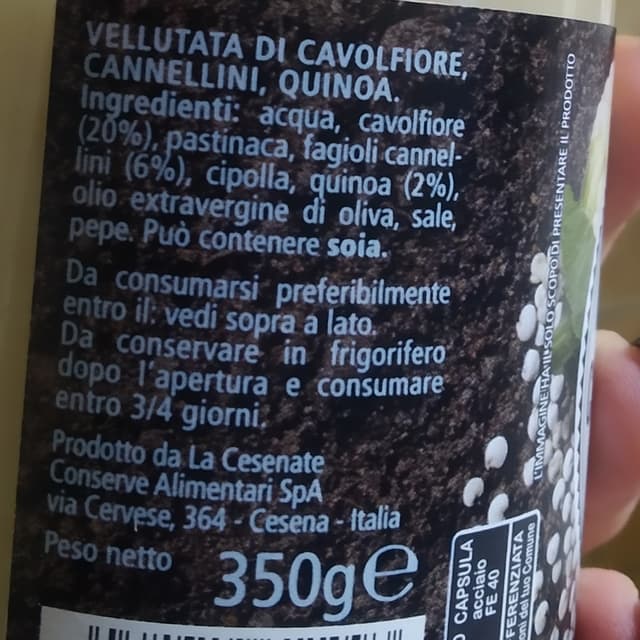 VELLUTATA DI CAVOLFIORE,
CANNELLINI, QUINOA.
Ingredienti: acqua, cavolfiore
(20%), pastinaca, fagioli cannel-
lini (6%), cipolla, quinoa (2%),
olio extravergine di oliva, sale,
pepe. Può contenere soia.
Da consumarsi preferibilmente
entro il: vedi sopra a lato.
Da conservare in frigorifero
dopo l'apertura e consumare
entro 3/4 giorni.
Prodotto da La Cesenate
Conserve Alimentari SpA
via Cervese, 364 - Cesena - Italia
Peso netto 350g e
L'IMMAGINE HA IL SOLO SCOPO DI PRESENTARE IL PRODOTTO
CAPSULA
acciaio
FE 40
del tuo Comune